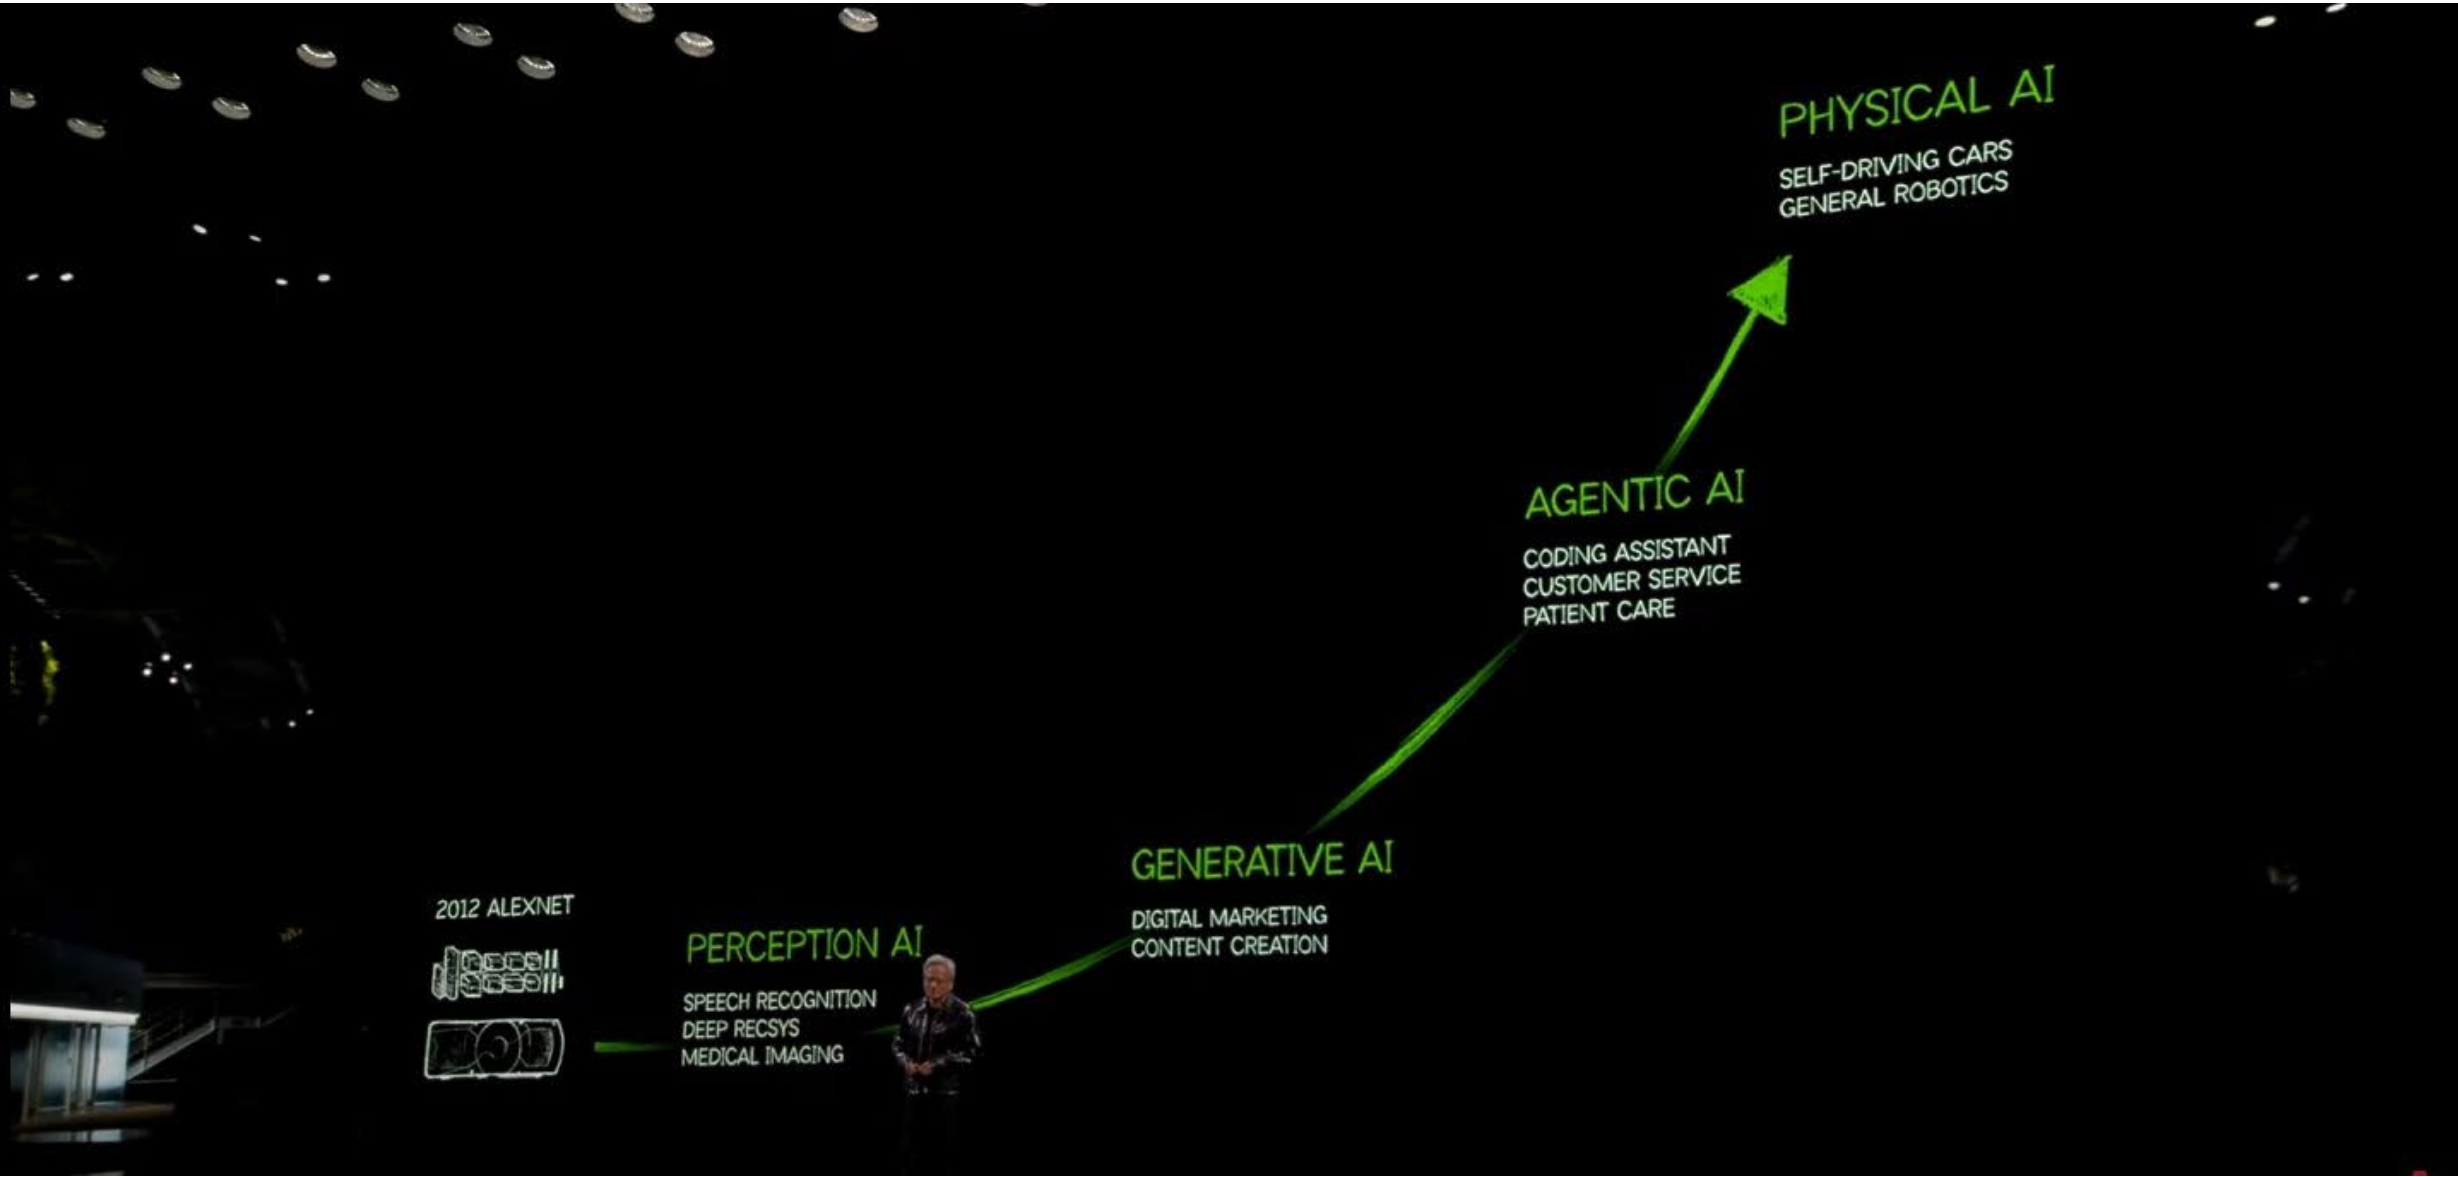 2012 ALEXNET
PERCEPTION AI
SPEECH RECOGNITION
DEEP RECSYS
MEDICAL IMAGING
GENERATIVE AI
DIGITAL MARKETING
CONTENT CREATION
AGENTIC AI
CODING ASSISTANT
CUSTOMER SERVICE
PATIENT CARE
PHYSICAL AI
SELF-DRIVING CARS
GENERAL ROBOTICS